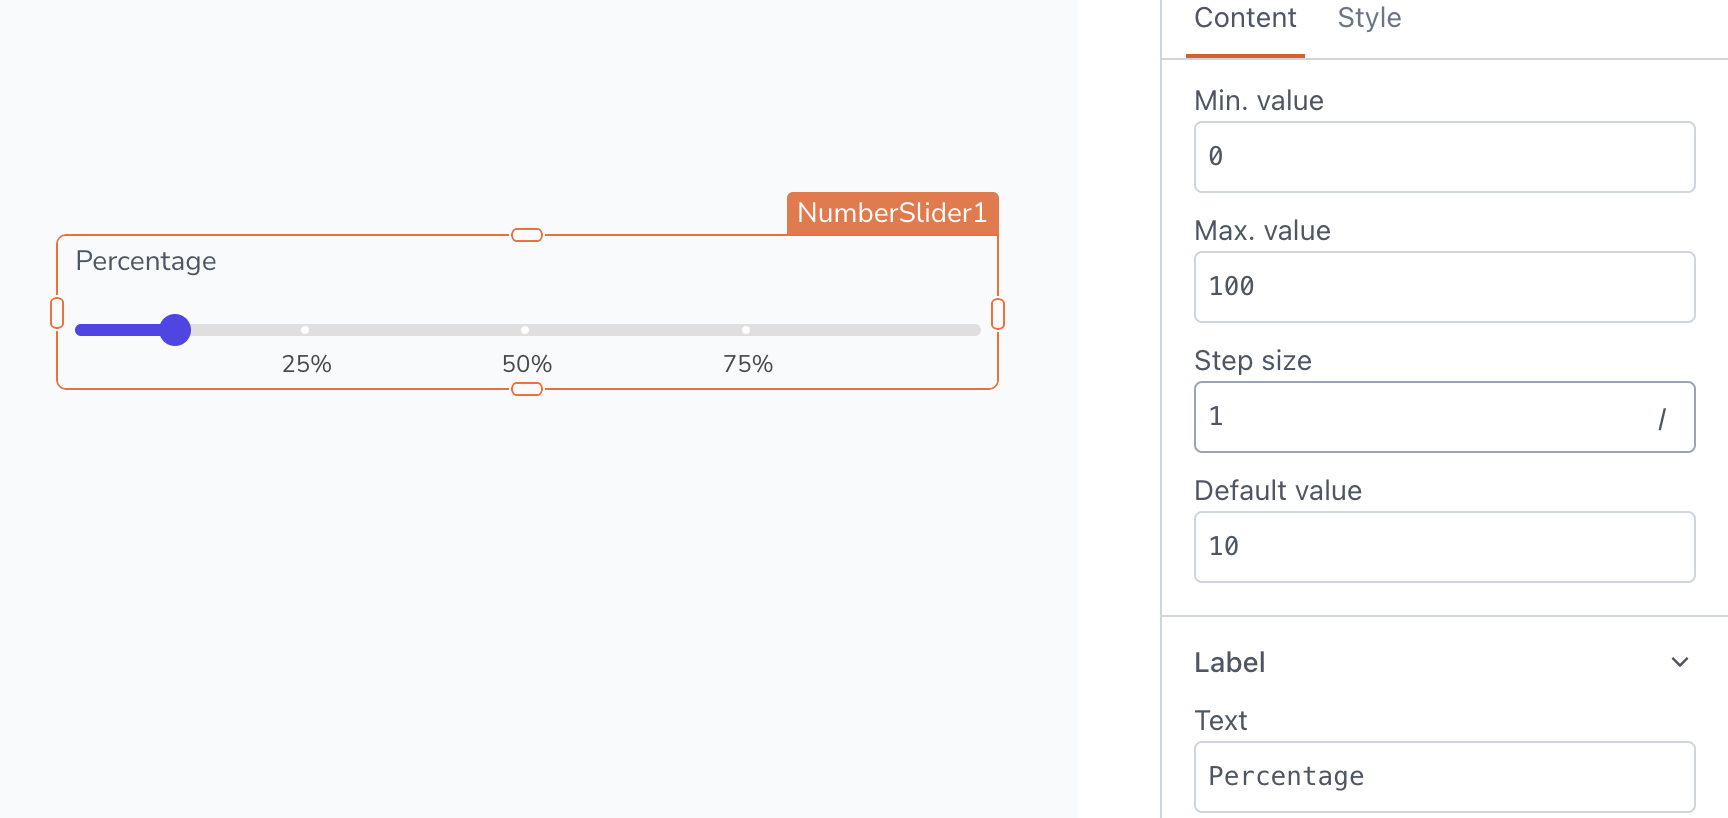 Content Style
Min. value
0
Max. value
100
Step size
1 /
Default value
10
Label
Text
Percentage
NumberSlider1
Percentage
25% 50% 75%